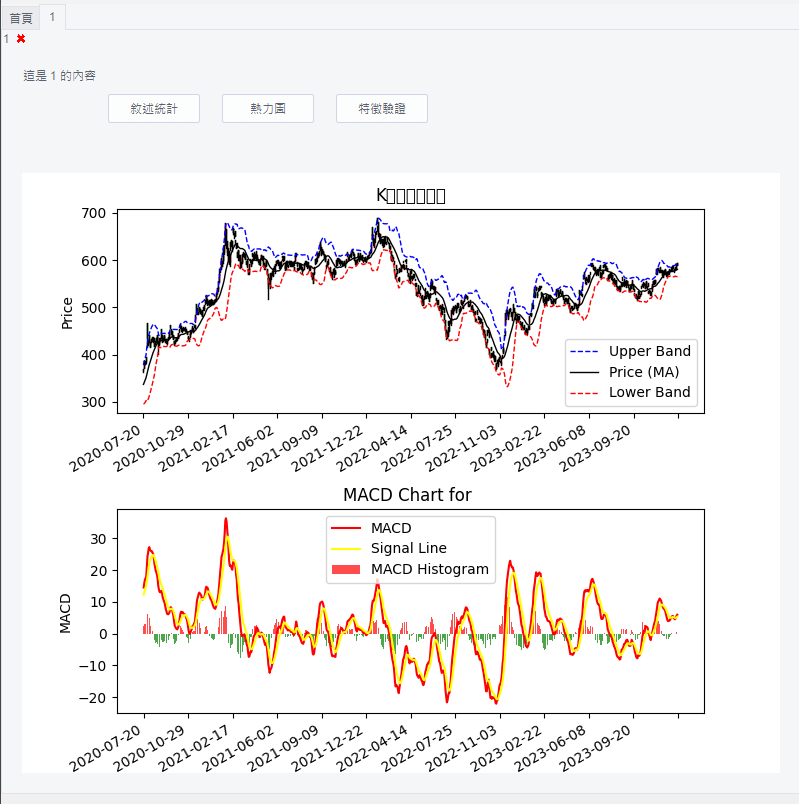 首頁 1
1 ✖
這是 1 的內容
敘述統計 熱力圖 特徵驗證
K□□□□□□
Price
700
600
500
400
300
Upper Band
Price (MA)
Lower Band
2020-07-20 2020-10-29 2021-02-17 2021-06-02 2021-09-09 2021-12-22 2022-04-14 2022-07-25 2022-11-03 2023-02-22 2023-06-08 2023-09-20
MACD Chart for
MACD
30
20
10
0
−10
−20
MACD
Signal Line
MACD Histogram
2020-07-20 2020-10-29 2021-02-17 2021-06-02 2021-09-09 2021-12-22 2022-04-14 2022-07-25 2022-11-03 2023-02-22 2023-06-08 2023-09-20